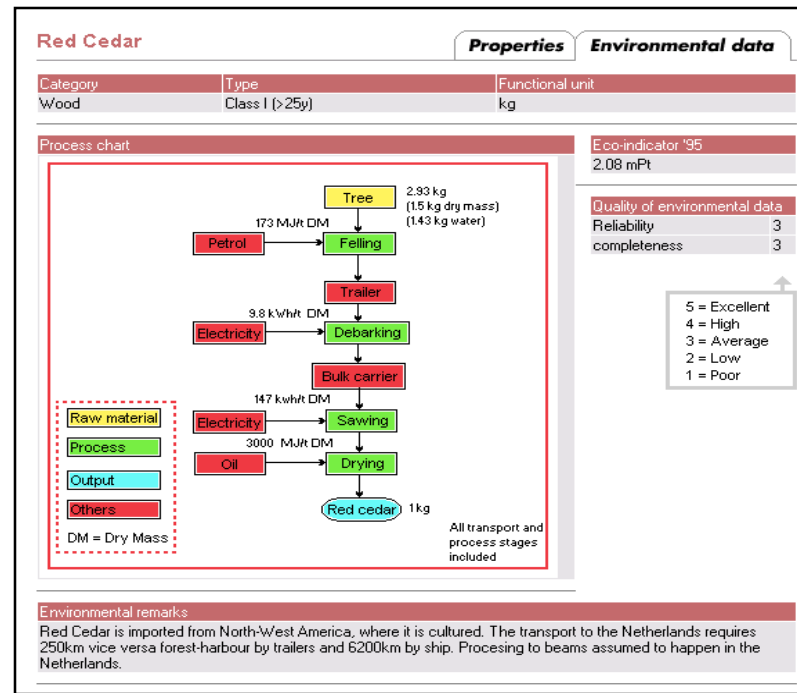 Red Cedar
Properties
Environmental data
Category Type Functional unit
Wood Class I (>25y) kg
Process chart
Tree
2.93 kg
(1.5 kg dry mass)
(1.43 kg water)
173 MJ/t DM
Petrol
Felling
Trailer
9.8 kWh/t DM
Electricity
Debarking
Bulk carrier
147 kwh/t DM
Electricity
Sawing
3000 MJ/t DM
Oil
Drying
Red cedar
1kg
Raw material
Process
Output
Others
DM = Dry Mass
All transport and
process stages
included
Eco-indicator '95
2.08 mPt
Quality of environmental data
Reliability 3
completeness 3
5 = Excellent
4 = High
3 = Average
2 = Low
1 = Poor
Environmental remarks
Red Cedar is imported from North-West America, where it is cultured. The transport to the Netherlands requires
250km vice versa forest-harbour by trailers and 6200km by ship. Procesing to beams assumed to happen in the
Netherlands.